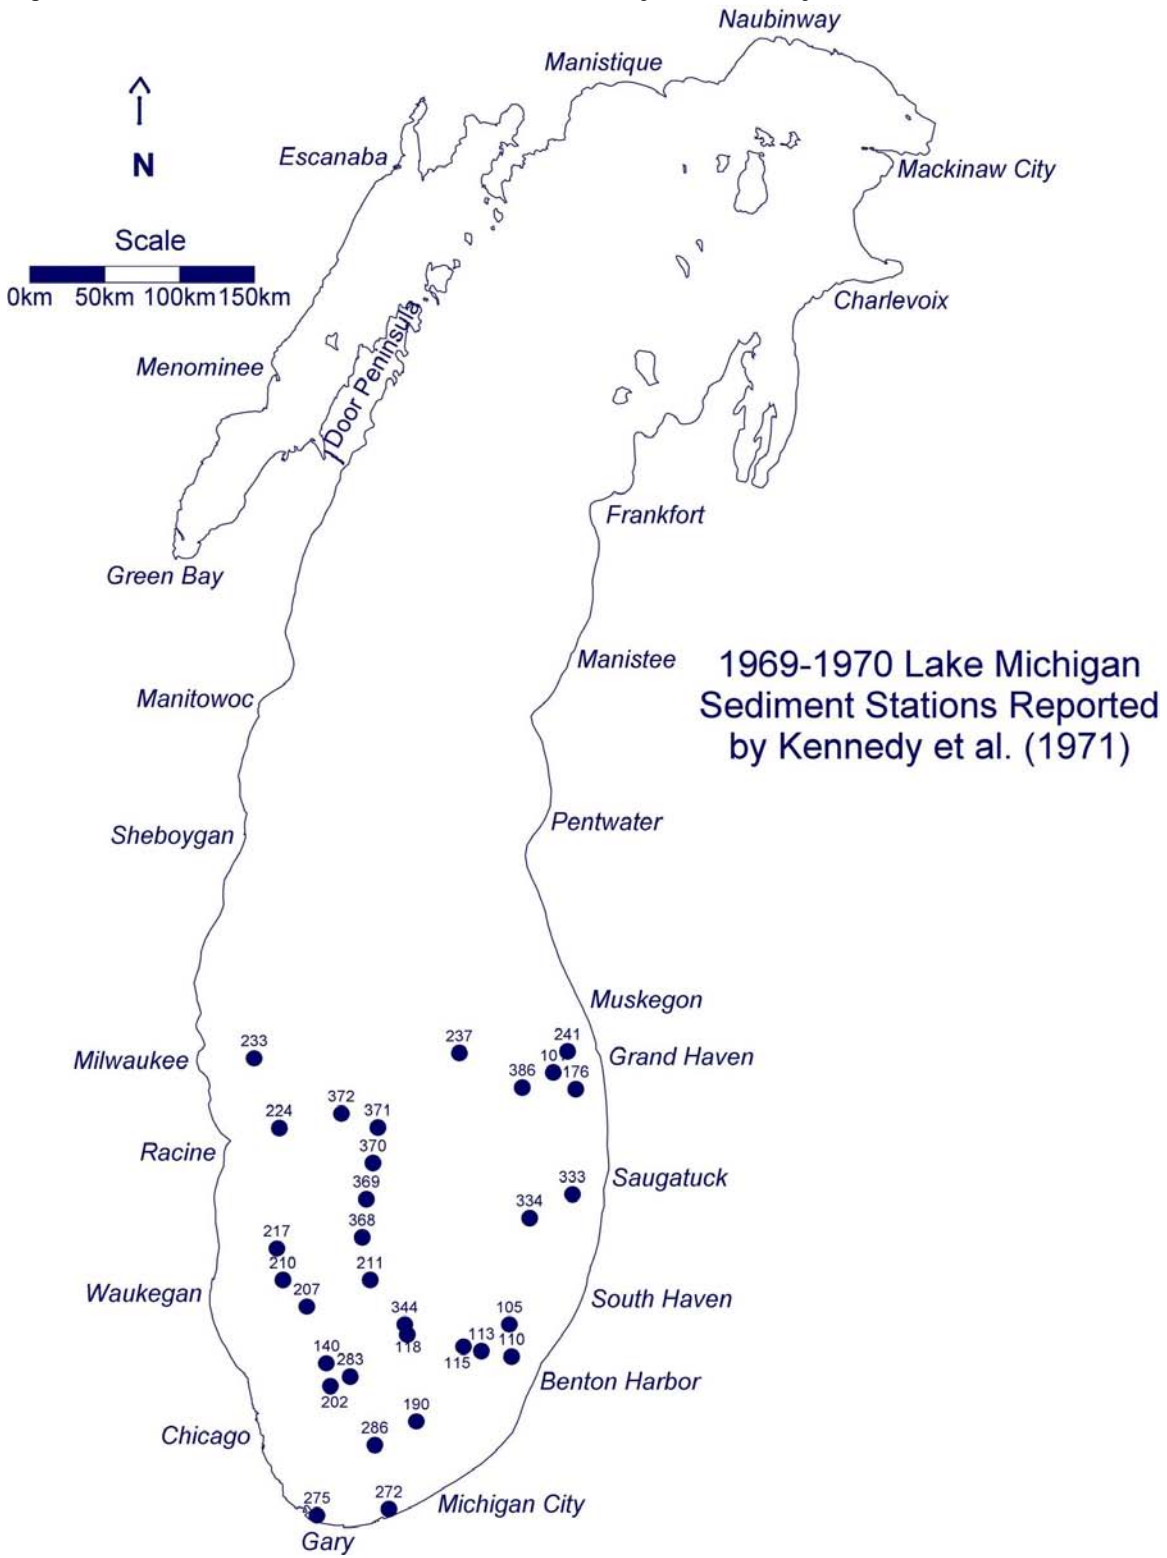 Naubinway
Manistique
N
Escanaba
Mackinaw City
Scale
0km 50km 100km 150km
Charlevoix
Door Peninsula
Menominee
Frankfort
Green Bay
Manistee
1969-1970 Lake Michigan
Sediment Stations Reported
by Kennedy et al. (1971)
Manitowoc
Pentwater
Sheboygan
Muskegon
233
237
241
Milwaukee
Grand Haven
386
176
372
224
371
Racine
370
Saugatuck
333
369
334
368
217
210
211
Waukegan
207
South Haven
344
105
118
113
110
115
140
283
Benton Harbor
202
190
Chicago
286
275
272
Michigan City
Gary